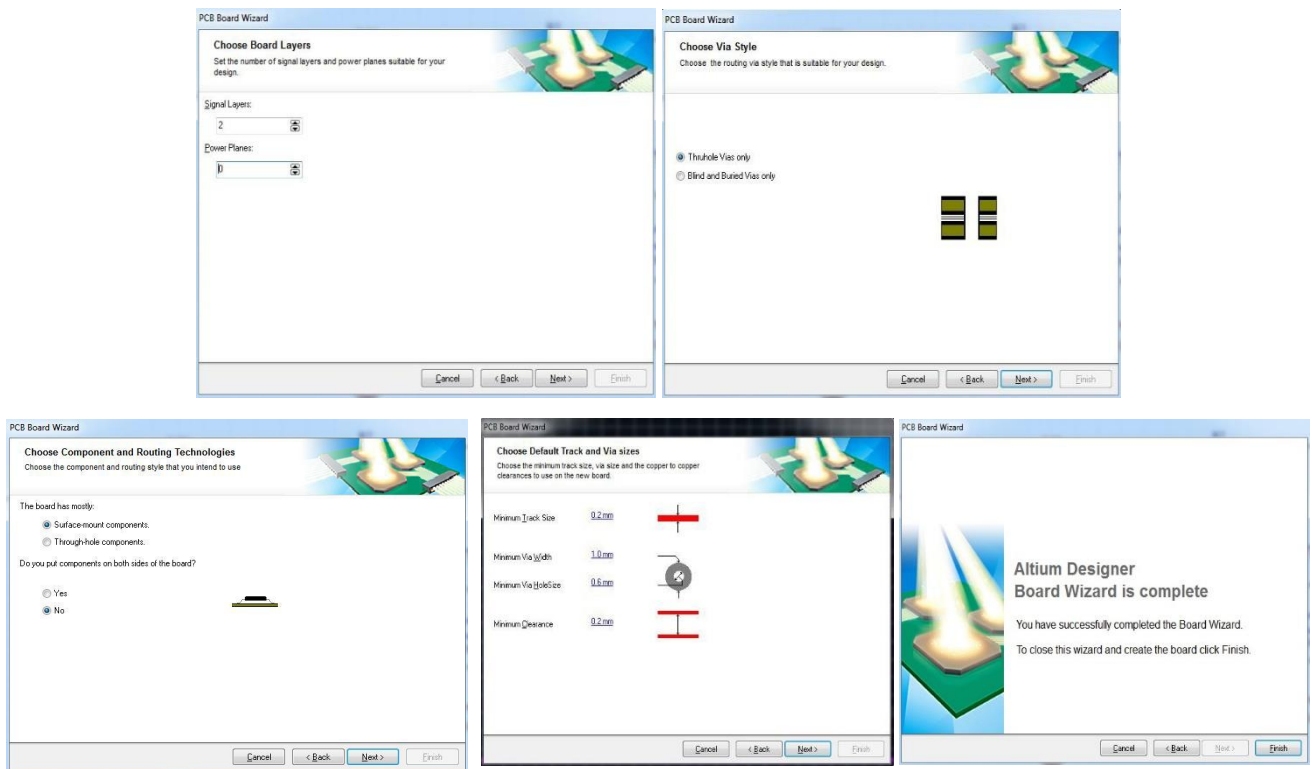 PCB Board Wizard
Choose Board Layers
Set the number of signal layers and power planes suitable for your
design.
Signal Layers:
2
Power Planes:
0
Cancel
< Back
Next >
Finish
PCB Board Wizard
Choose Via Style
Choose the routing via style that is suitable for your design.
Thruhole Vias only
Blind and Buried Vias only
Cancel
< Back
Next >
Finish
PCB Board Wizard
Choose Component and Routing Technologies
Choose the component and routing style that you intend to use
The board has mostly:
Surface-mount components.
Through-hole components.
Do you put components on both sides of the board?
Yes
No
Cancel
< Back
Next >
Finish
PCB Board Wizard
Choose Default Track and Via sizes
Choose the minimum track size, via size and the copper to copper
clearances to use on the new board.
Minimum Track Size 0.2 mm
Minimum Via Width 1.0 mm
Minimum Via HoleSize 0.6 mm
Minimum Clearance 0.2 mm
Cancel
< Back
Next >
Finish
PCB Board Wizard
Altium Designer
Board Wizard is complete
You have successfully completed the Board Wizard.
To close this wizard and create the board click Finish.
Cancel
< Back
Next >
Finish